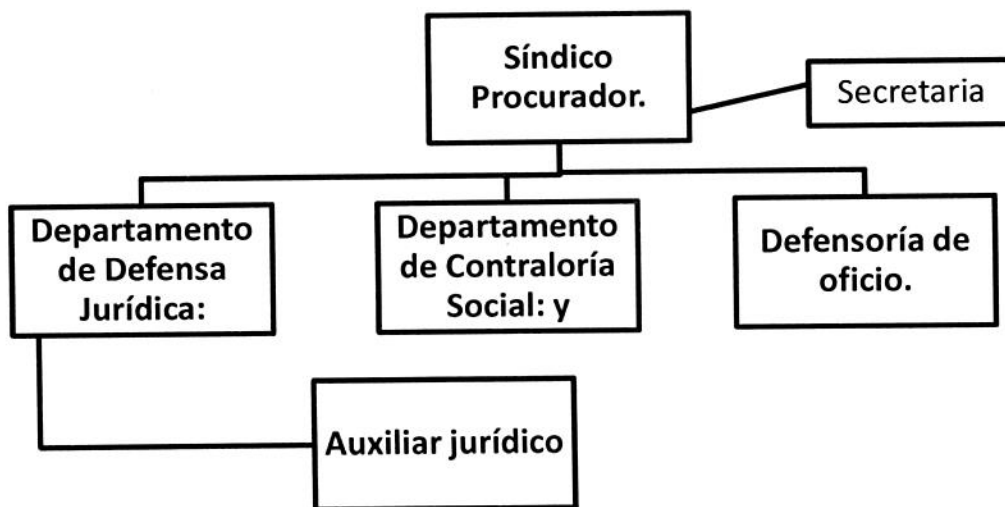 Síndico
Procurador.
Secretaria
Departamento
de Defensa
Jurídica:
Departamento
de Contraloría
Social: y
Defensoría de
oficio.
Auxiliar jurídico